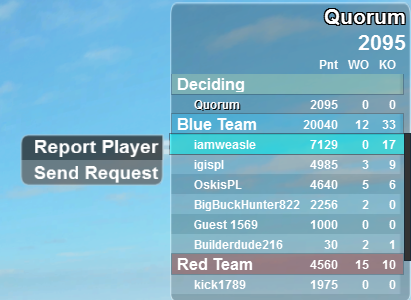 Quorum
2095
Pnt WO KO
Deciding
Quorum 2095 0 0
Blue Team 20040 12 33
iamweasle 7129 0 17
Report Player
Send Request
igispl 4985 3 9
OskisPL 4640 5 6
BigBuckHunter822 2256 2 0
Guest 1569 1000 0 0
Builderdude216 30 2 1
Red Team 4560 15 10
kick1789 1975 0 0